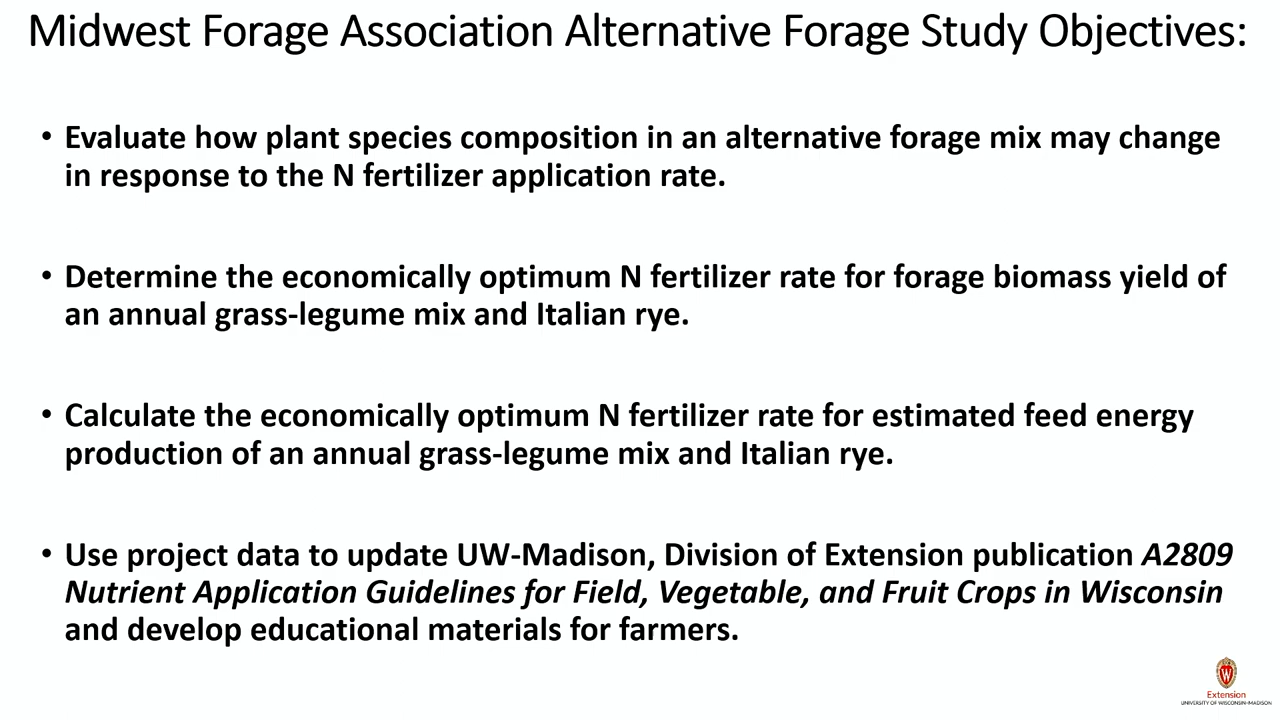 Midwest Forage Association Alternative Forage Study Objectives:
• Evaluate how plant species composition in an alternative forage mix may change
in response to the N fertilizer application rate.
• Determine the economically optimum N fertilizer rate for forage biomass yield of
an annual grass-legume mix and Italian rye.
• Calculate the economically optimum N fertilizer rate for estimated feed energy
production of an annual grass-legume mix and Italian rye.
• Use project data to update UW-Madison, Division of Extension publication A2809
Nutrient Application Guidelines for Field, Vegetable, and Fruit Crops in Wisconsin
and develop educational materials for farmers.
W
Extension
UNIVERSITY OF WISCONSIN-MADISON